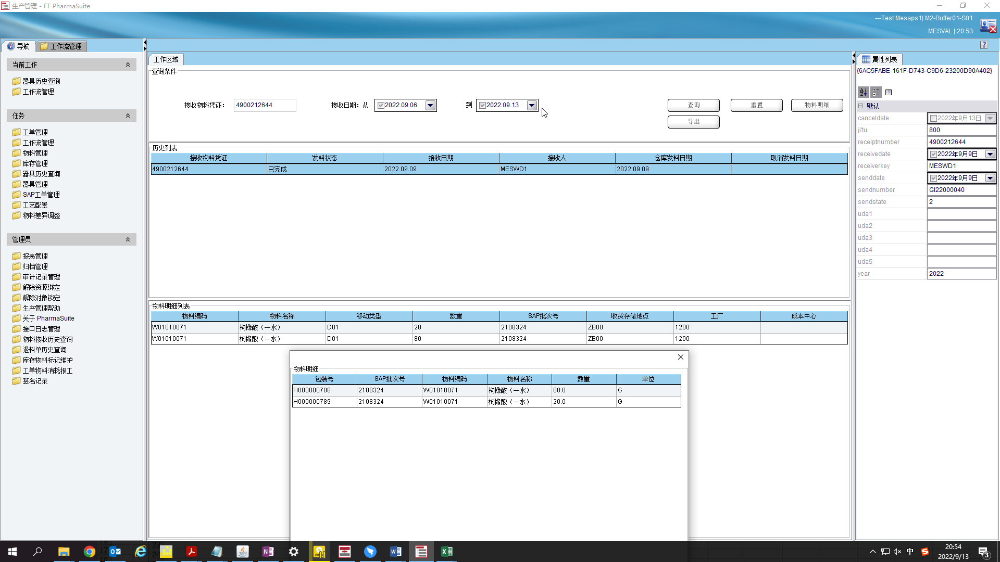 生产管理 - FT PharmaSuite
---Test.Mesaps1| M2-Buffer01-S01
MESVAL | 20:53
导航
工作流管理
当前工作
器具历史查询
工作流管理
任务
工单管理
工作流管理
物料管理
库存管理
器具历史查询
器具管理
SAP工单管理
工艺配置
物料差异调整
管理员
报表管理
归档管理
审计记录管理
解除资源绑定
解除对象锁定
生产管理帮助
关于 PharmaSuite
接口日志管理
物料接收历史查询
退料单历史查询
库存物料标记维护
工单物料消耗报工
签名记录
工作区域
查询条件
接收物料凭证： 4900212644 接收日期：从 2022.09.06 到 2022.09.13 查询 重置 物料明细
导出
历史列表
接收物料凭证 发料状态 接收日期 接收人 仓库发料日期 取消发料日期
4900212644 已完成 2022.09.09 MESWD1 2022.09.09
物料明细列表
物料编码 物料名称 移动类型 数量 SAP批次号 收货存储地点 工厂 成本中心
W01010071 枸橼酸（一水） D01 20 2108324 ZB00 1200
W01010071 枸橼酸（一水） D01 80 2108324 ZB00 1200
物料明细
包装号 SAP批次号 物料编码 物料名称 数量 单位
H000000788 2108324 W01010071 枸橼酸（一水） 80.0 G
H000000789 2108324 W01010071 枸橼酸（一水） 20.0 G
属性列表
{6AC5FABE-161F-D743-C9D6-23200D90A402}
默认
canceldate 2022年9月13日
ji'tu 800
receiptnumber 4900212644
receivedate 2022年9月9日
receiverkey MESWD1
senddate 2022年9月9日
sendnumber GI22000040
sendstate 2
uda1
uda2
uda3
uda4
uda5
year 2022
中
20:54
2022/9/13
3